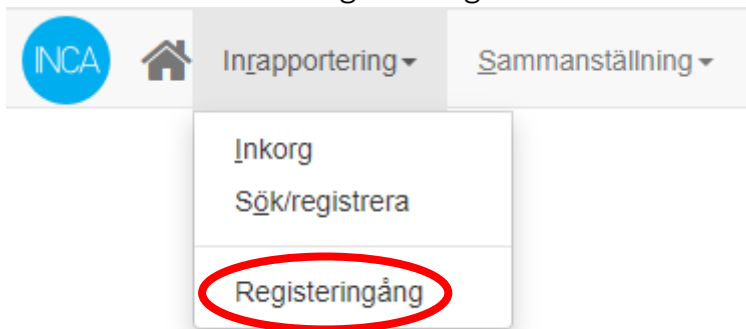 INCA Inrapportering Sammanställning
Inkorg
Sök/registrera
Registeringång